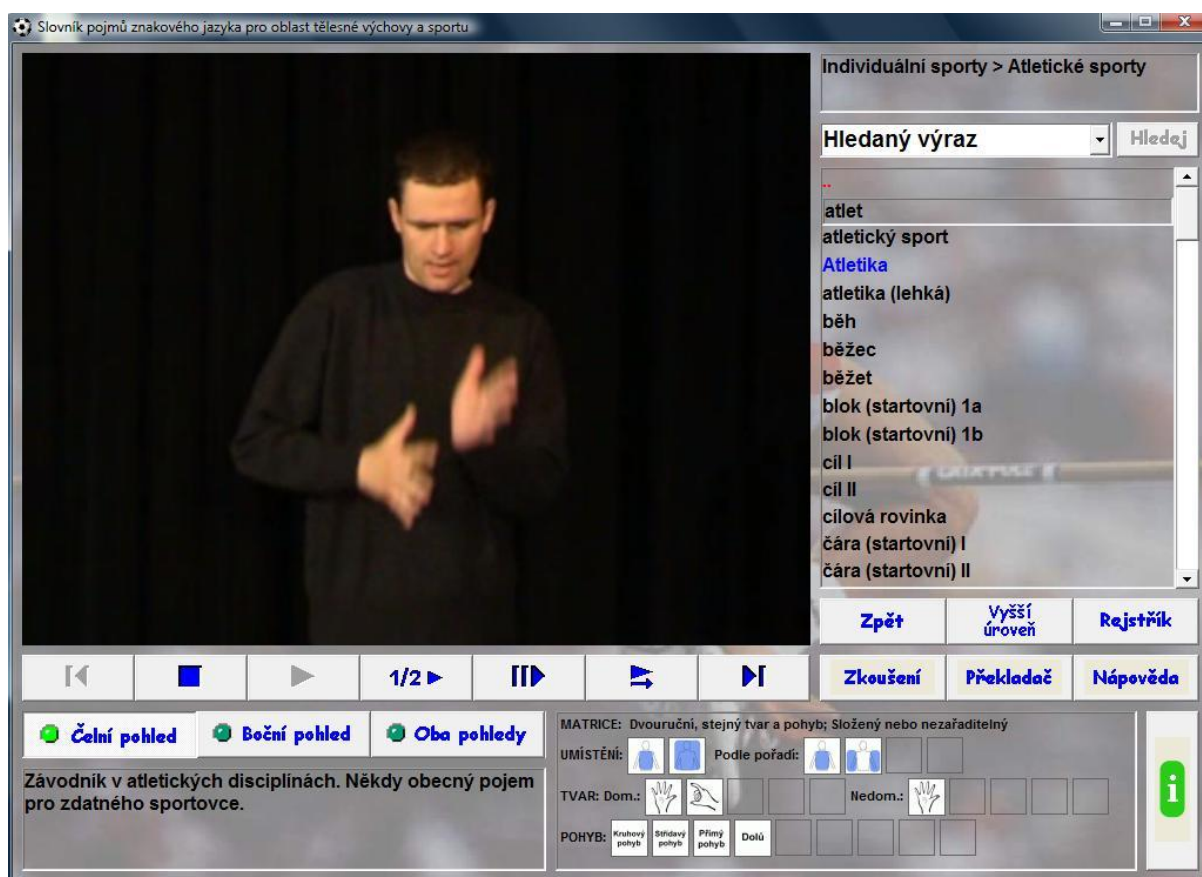 Slovník pojmů znakového jazyka pro oblast tělesné výchovy a sportu
Individuální sporty > Atletické sporty
Hledaný výraz
Hledej
..
atlet
atletický sport
Atletika
atletika (lehká)
běh
běžec
běžet
blok (startovní) 1a
blok (startovní) 1b
cíl I
cíl II
cílová rovinka
čára (startovní) I
čára (startovní) II
Zpět
Vyšší
úroveň
Rejstřík
1/2
Zkoušení
Překladač
Nápověda
Čelní pohled
Boční pohled
Oba pohledy
Závodník v atletických disciplínách. Někdy obecný pojem
pro zdatného sportovce.
MATRICE: Dvouruční, stejný tvar a pohyb; Složený nebo nezařaditelný
UMÍSTĚNÍ:
Podle pořadí:
TVAR: Dom.:
Nedom.:
POHYB:
Kruhový
pohyb
Střídavý
pohyb
Přímý
pohyb
Dolů
i